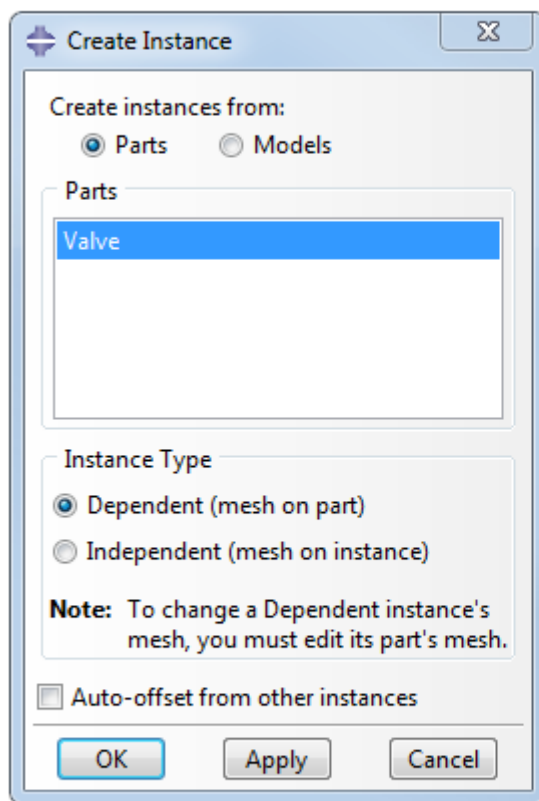 Create Instance
Create instances from:
Parts Models
Parts
Valve
Instance Type
Dependent (mesh on part)
Independent (mesh on instance)
Note: To change a Dependent instance's
mesh, you must edit its part's mesh.
Auto-offset from other instances
OK Apply Cancel